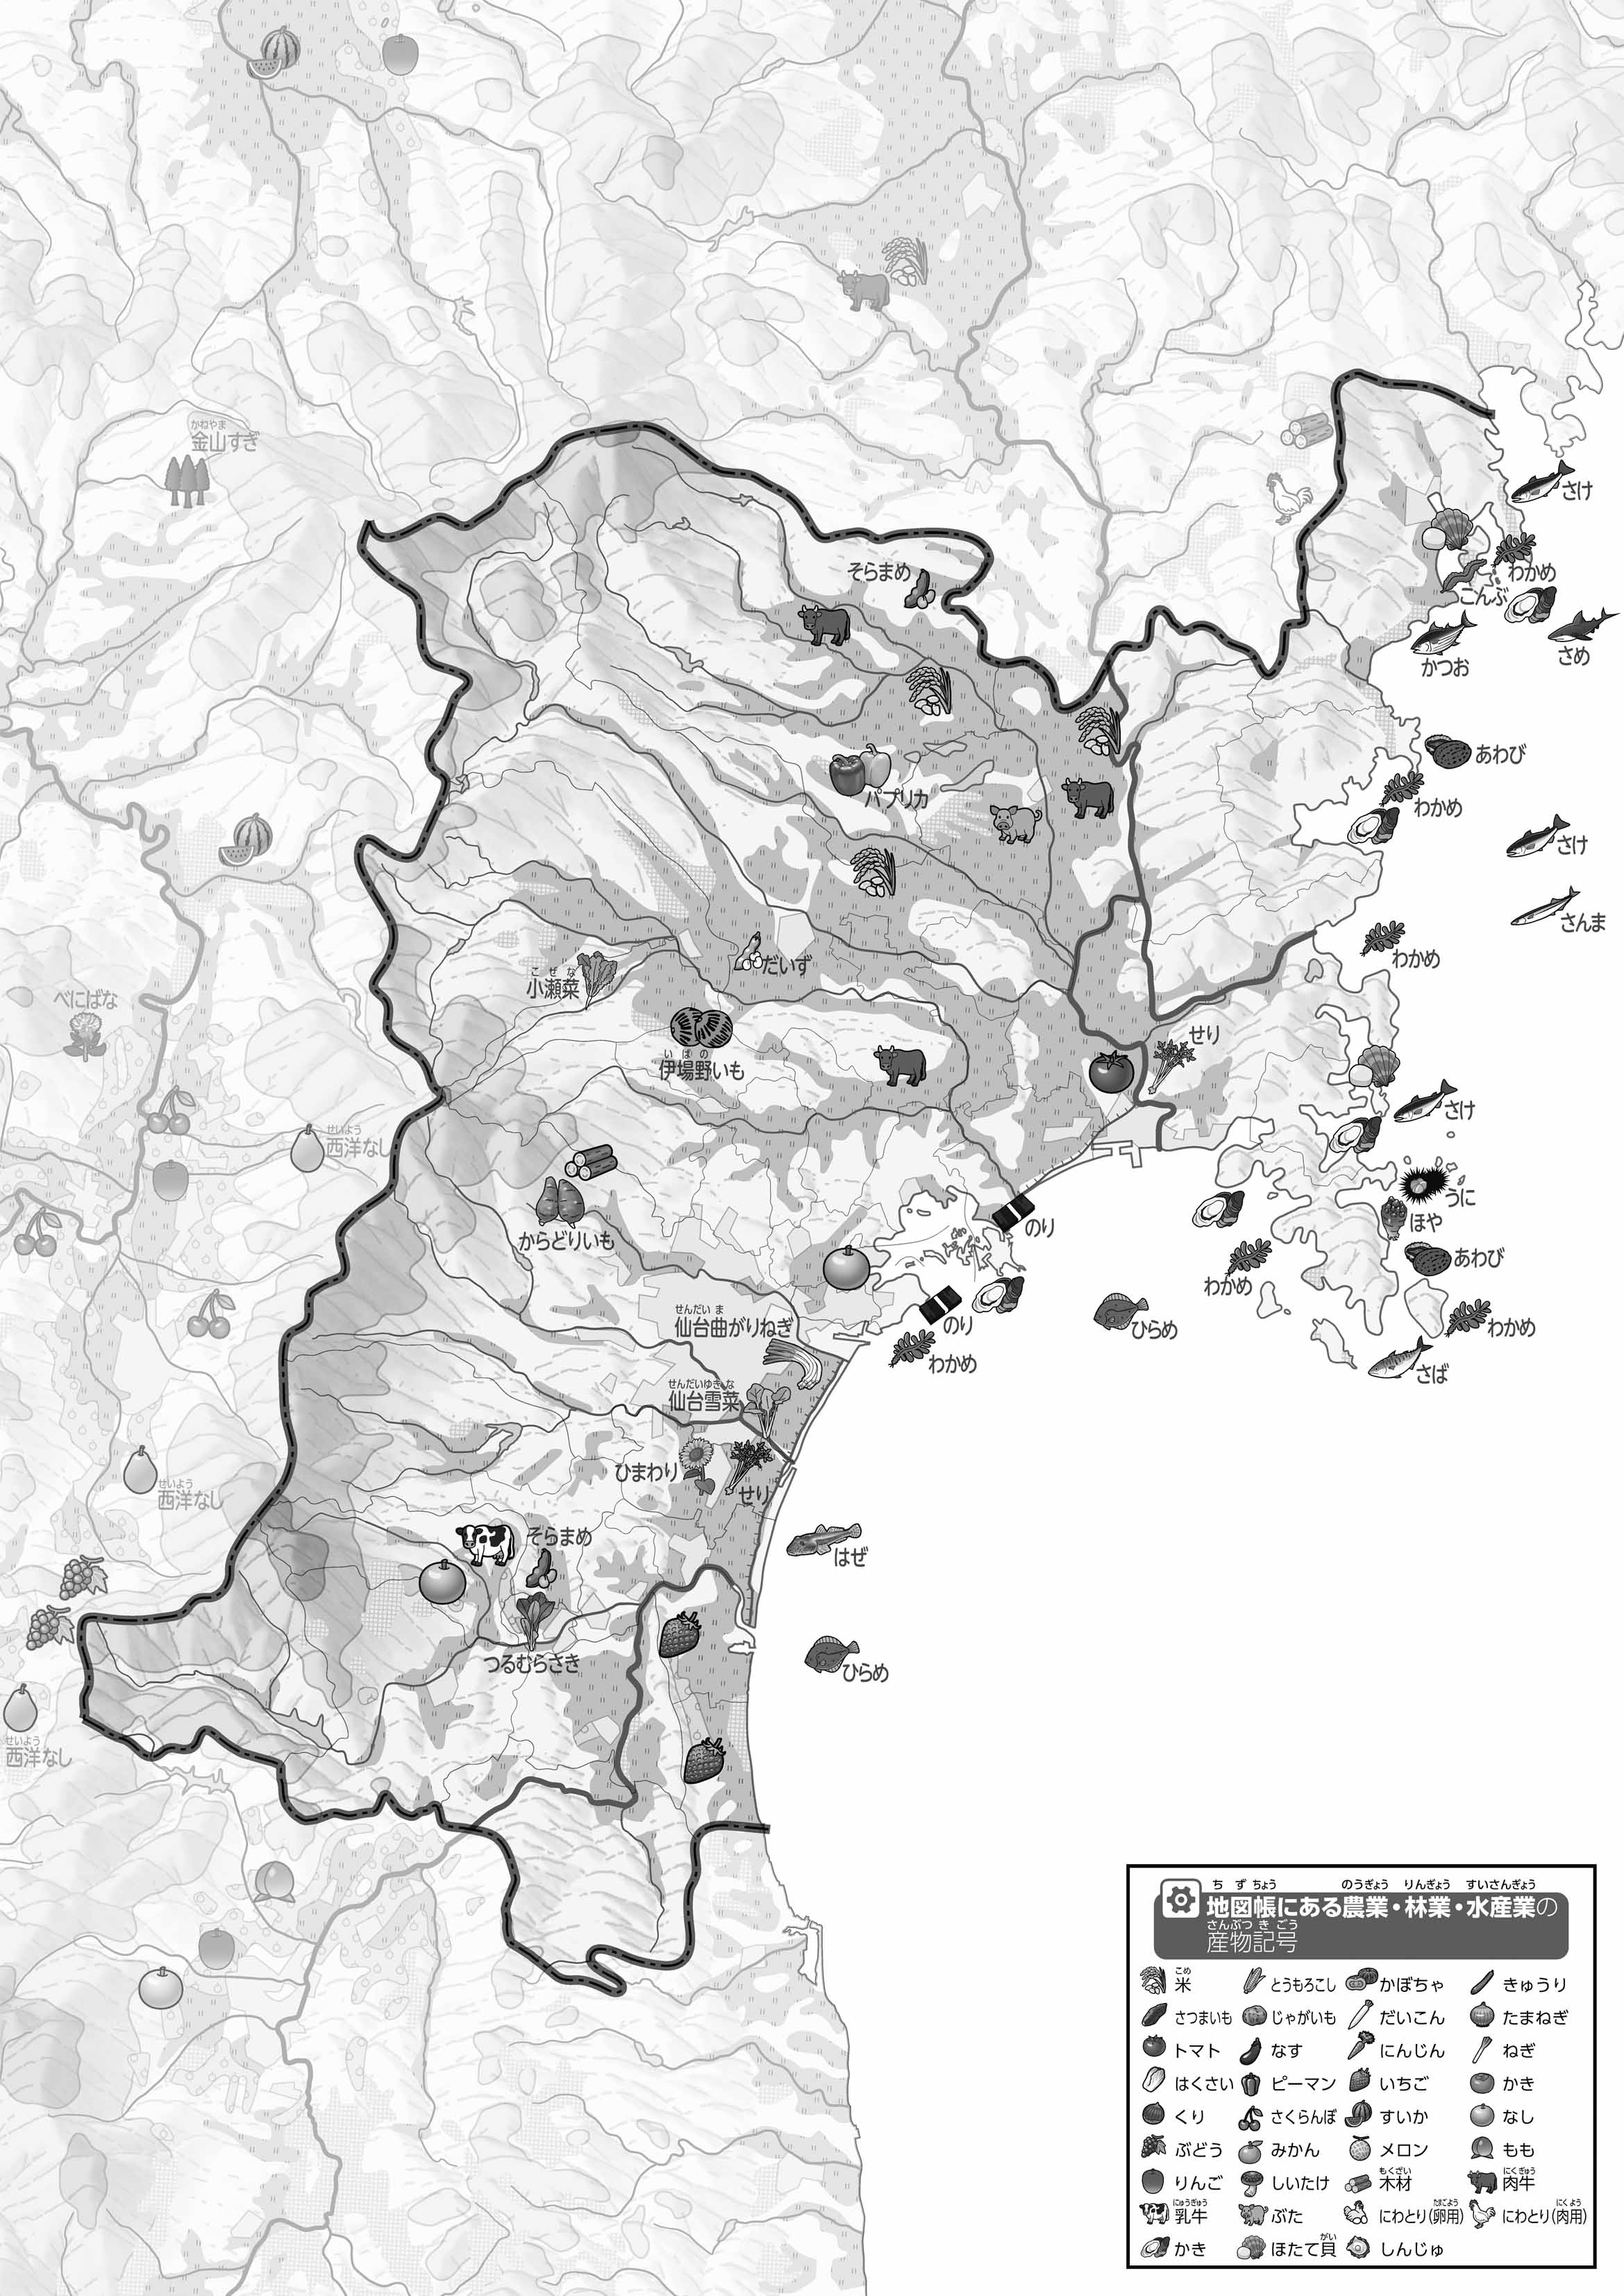 かねやま
金山すぎ
さけ
わかめ
こんぶ
かつお
さめ
そらまめ
あわび
パプリカ
わかめ
さけ
さんま
わかめ
だいず
こぜな
小瀬菜
べにばな
いばの
伊場野いも
せり
せいよう
西洋なし
さけ
うに
ほや
からどりいも
のり
あわび
わかめ
せんだいま
仙台曲がりねぎ
のり
ひらめ
わかめ
わかめ
さば
せんだいゆきな
仙台雪菜
ひまわり
せり
せいよう
西洋なし
そらまめ
はぜ
つるむらさき
ひらめ
せいよう
西洋なし
ちずちょう のうぎょう りんぎょう すいさんぎょう
地図帳にある農業・林業・水産業の
さんぶつきごう
産物記号
こめ
米 とうもろこし かぼちゃ きゅうり
さつまいも じゃがいも だいこん たまねぎ
トマト なす にんじん ねぎ
はくさい ピーマン いちご かき
くり さくらんぼ すいか なし
ぶどう みかん メロン もも
もくざい にくぎゅう
りんご しいたけ 木材 肉牛
にゅうぎゅう たまごよう にくよう
乳牛 ぶた にわとり(卵用) にわとり(肉用)
がい
かき ほたて貝 しんじゅ